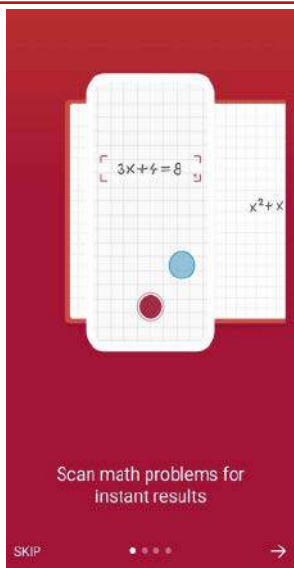 3x+4=8
x²+x
Scan math problems for
instant results
SKIP